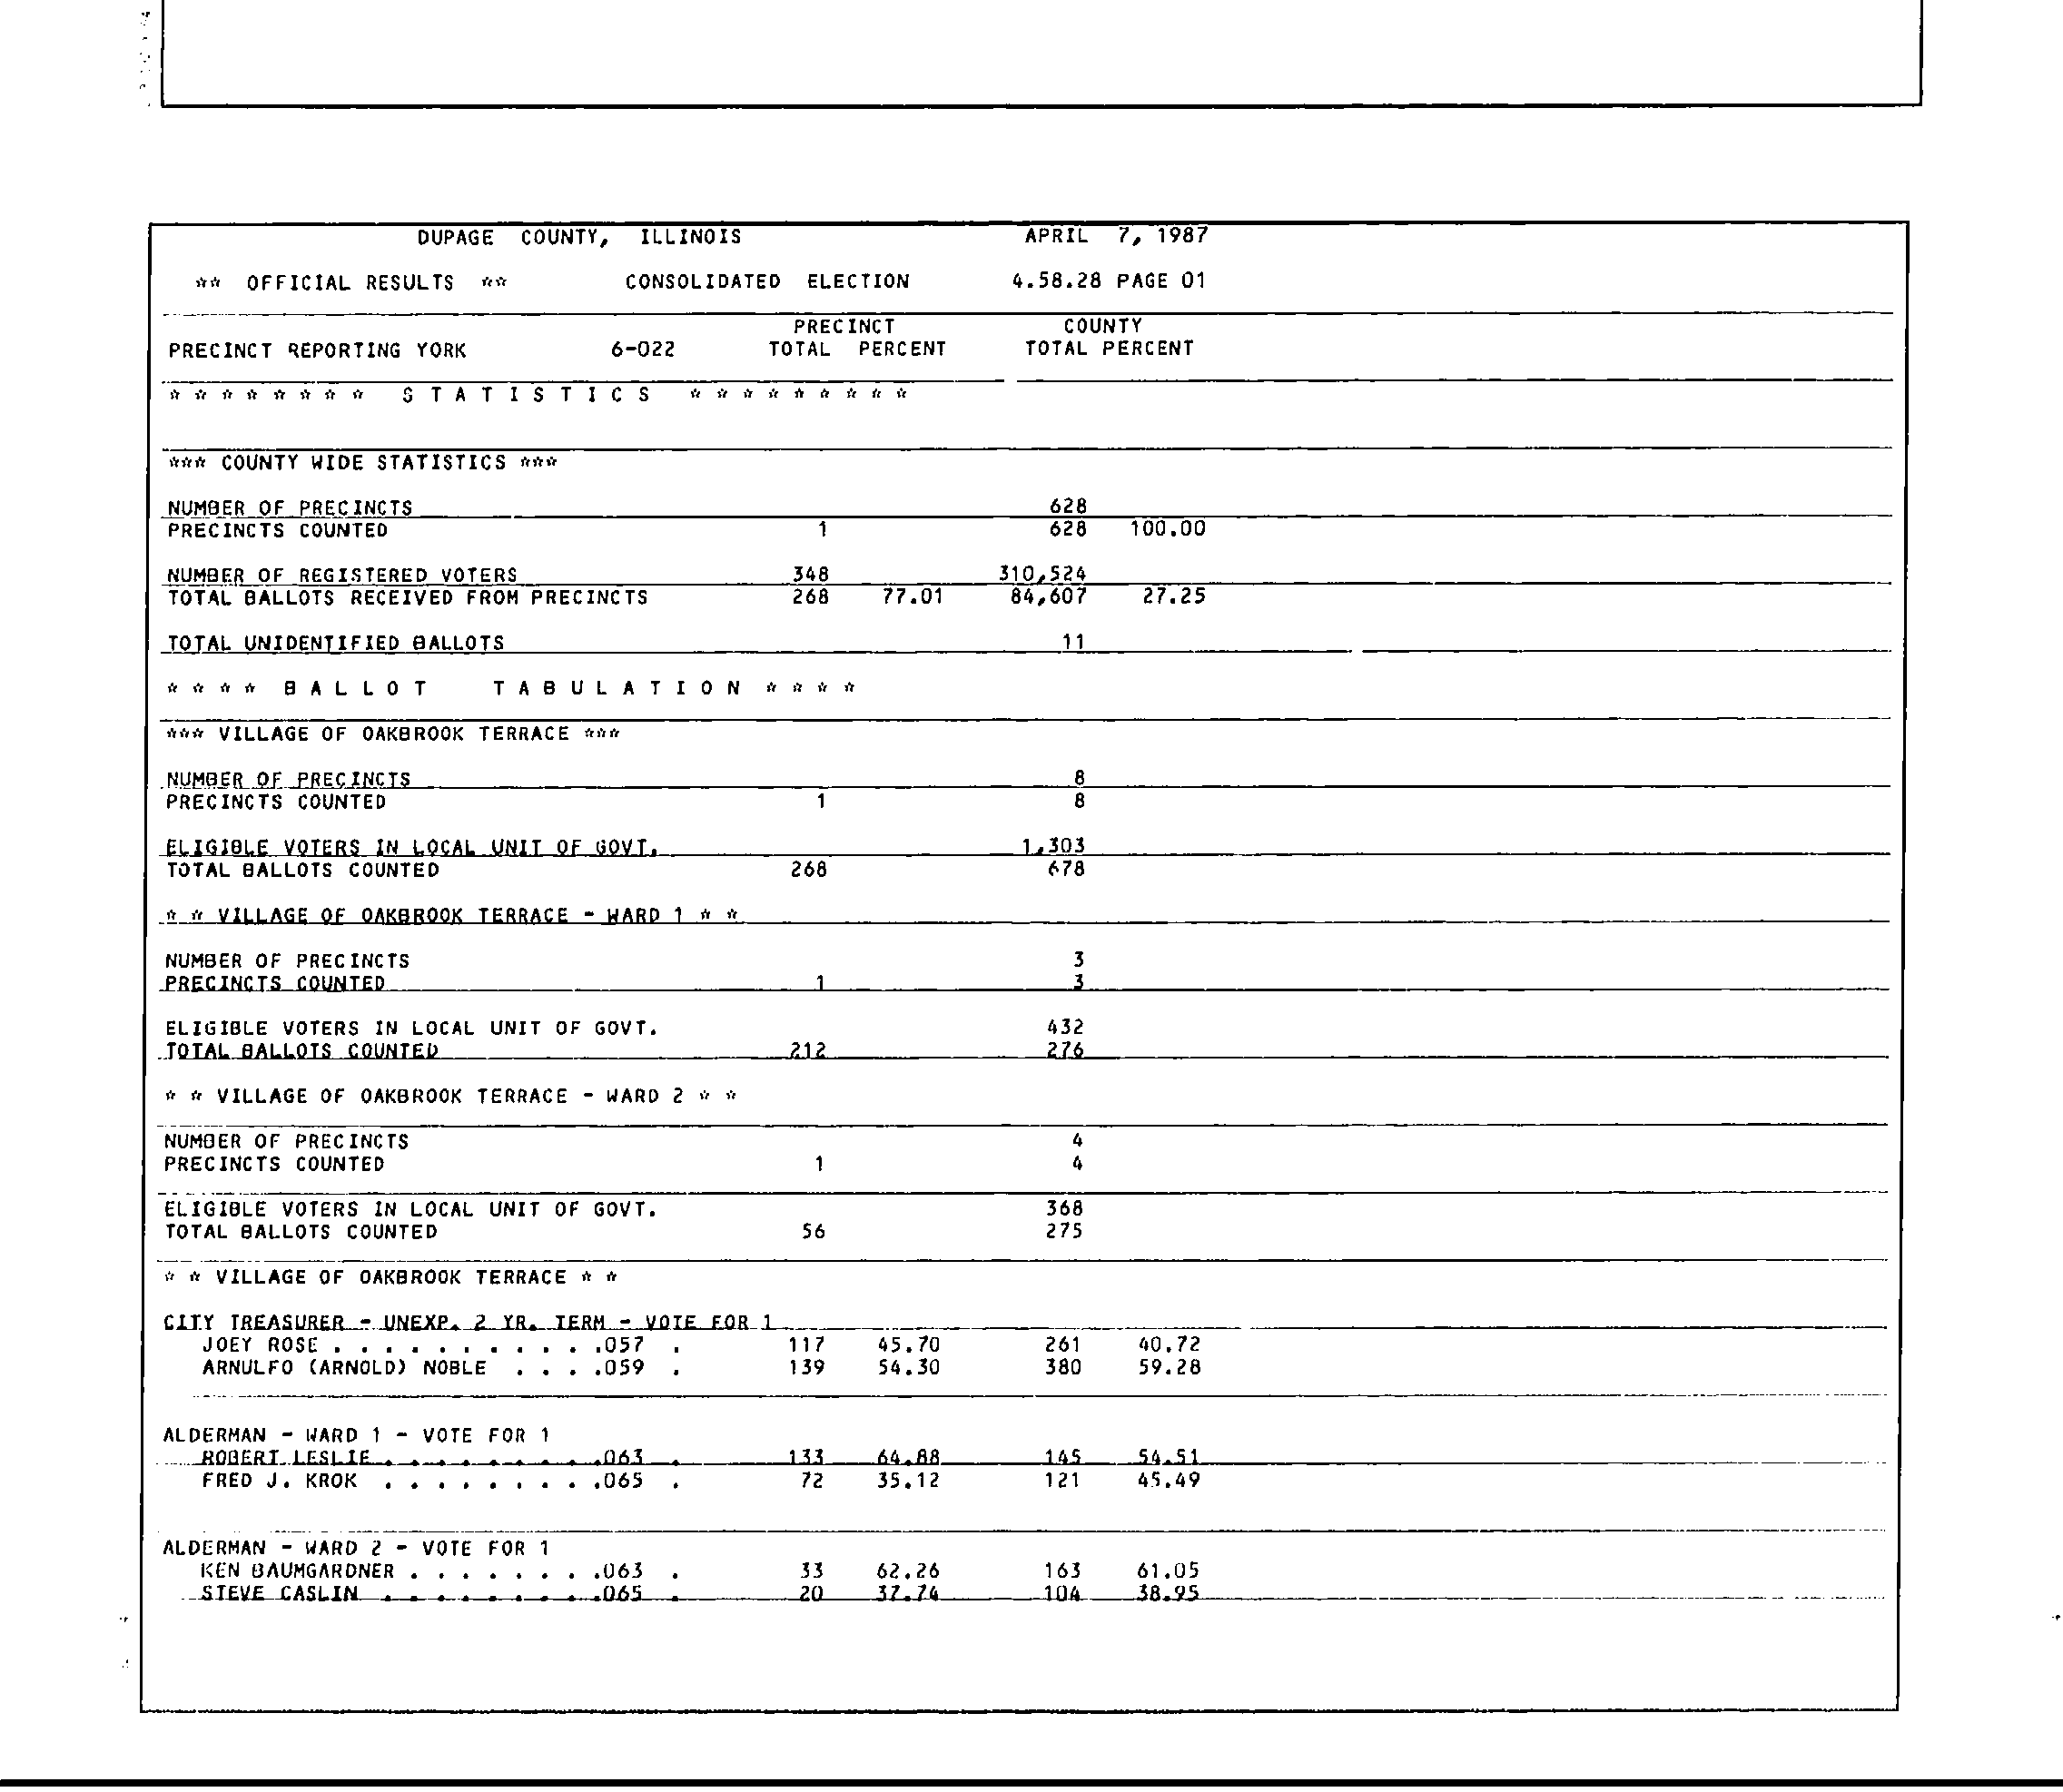 DUPAGE COUNTY, ILLINOIS APRIL 7, 1987
** OFFICIAL RESULTS ** CONSOLIDATED ELECTION 4.58.28 PAGE 01
PRECINCT COUNTY
PRECINCT REPORTING YORK 6-022 TOTAL PERCENT TOTAL PERCENT
* * * * * * * * S T A T I S T I C S * * * * * * * * *
*** COUNTY WIDE STATISTICS ***
NUMBER OF PRECINCTS 628
PRECINCTS COUNTED 1 628 100.00
NUMBER OF REGISTERED VOTERS 348 310,524
TOTAL BALLOTS RECEIVED FROM PRECINCTS 268 77.01 84,607 27.25
TOTAL UNIDENTIFIED BALLOTS 11
* * * * B A L L O T T A B U L A T I O N * * * *
*** VILLAGE OF OAKBROOK TERRACE ***
NUMBER OF PRECINCTS 8
PRECINCTS COUNTED 1 8
ELIGIBLE VOTERS IN LOCAL UNIT OF GOVT. 1,303
TOTAL BALLOTS COUNTED 268 678
* * VILLAGE OF OAKBROOK TERRACE - WARD 1 * *
NUMBER OF PRECINCTS 3
PRECINCTS COUNTED 1 3
ELIGIBLE VOTERS IN LOCAL UNIT OF GOVT. 432
TOTAL BALLOTS COUNTED 212 276
* * VILLAGE OF OAKBROOK TERRACE - WARD 2 * *
NUMBER OF PRECINCTS 4
PRECINCTS COUNTED 1 4
ELIGIBLE VOTERS IN LOCAL UNIT OF GOVT. 368
TOTAL BALLOTS COUNTED 56 275
* * VILLAGE OF OAKBROOK TERRACE * *
CITY TREASURER - UNEXP. 2 YR. TERM - VOTE FOR 1
JOEY ROSE . . . . . . . . . . .057 . 117 45.70 261 40.72
ARNULFO (ARNOLD) NOBLE . . . .059 . 139 54.30 380 59.28
ALDERMAN - WARD 1 - VOTE FOR 1
ROBERT LESLIE . . . . . . . . .063 . 133 64.88 145 54.51
FRED J. KROK . . . . . . . . .065 . 72 35.12 121 45.49
ALDERMAN - WARD 2 - VOTE FOR 1
KEN BAUMGARDNER . . . . . . . .063 . 33 62.26 163 61.05
STEVE CASLIN . . . . . . . . .065 . 20 37.74 104 38.95